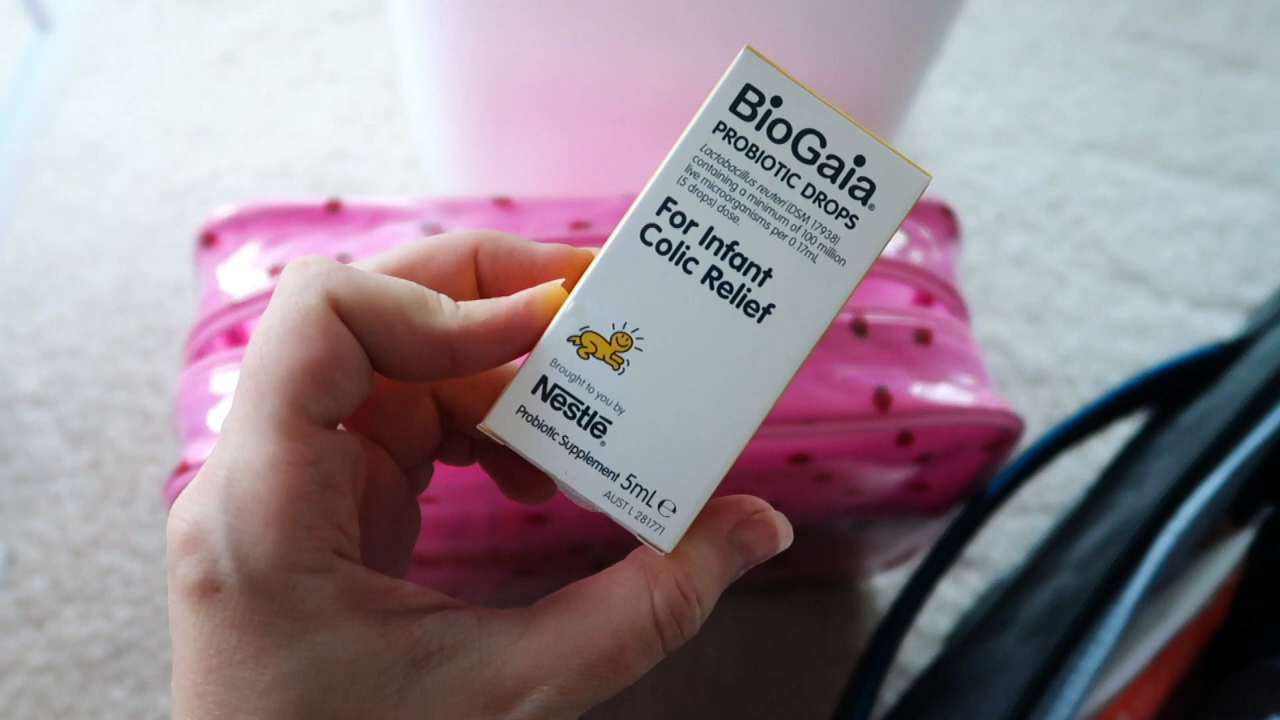 BioGaia®
PROBIOTIC DROPS
Lactobacillus reuteri (DSM 17938)
containing a minimum of 100 million
live microorganisms per 0.17mL
(5 drops) dose.
For Infant
Colic Relief
Brought to you by
Nestlé®
Probiotic Supplement 5mL ℮
AUST L 281771